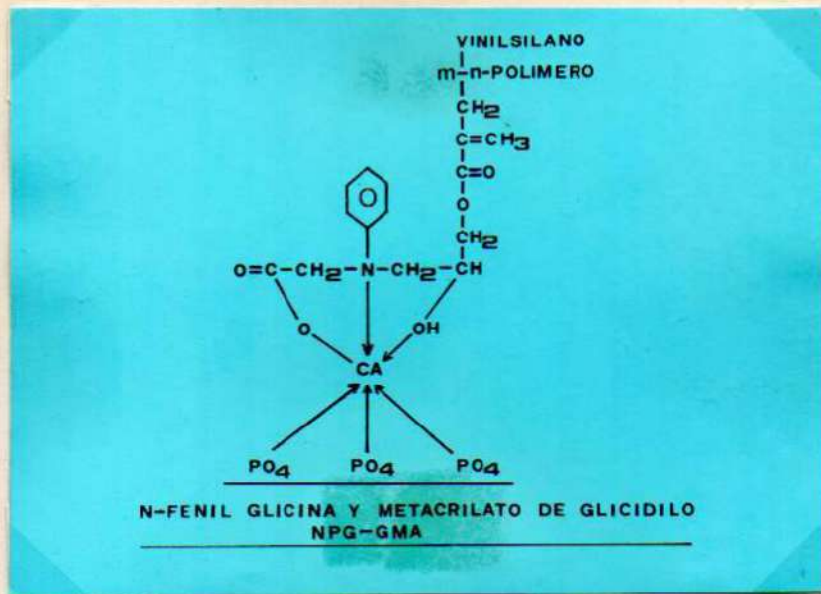 VINILSILANO
m-n-POLIMERO
CH2
C=CH3
C=O
O
CH2
O=C-CH2-N-CH2-CH
O
OH
CA
PO4 PO4 PO4
N-FENIL GLICINA Y METACRILATO DE GLICIDILO
NPG-GMA